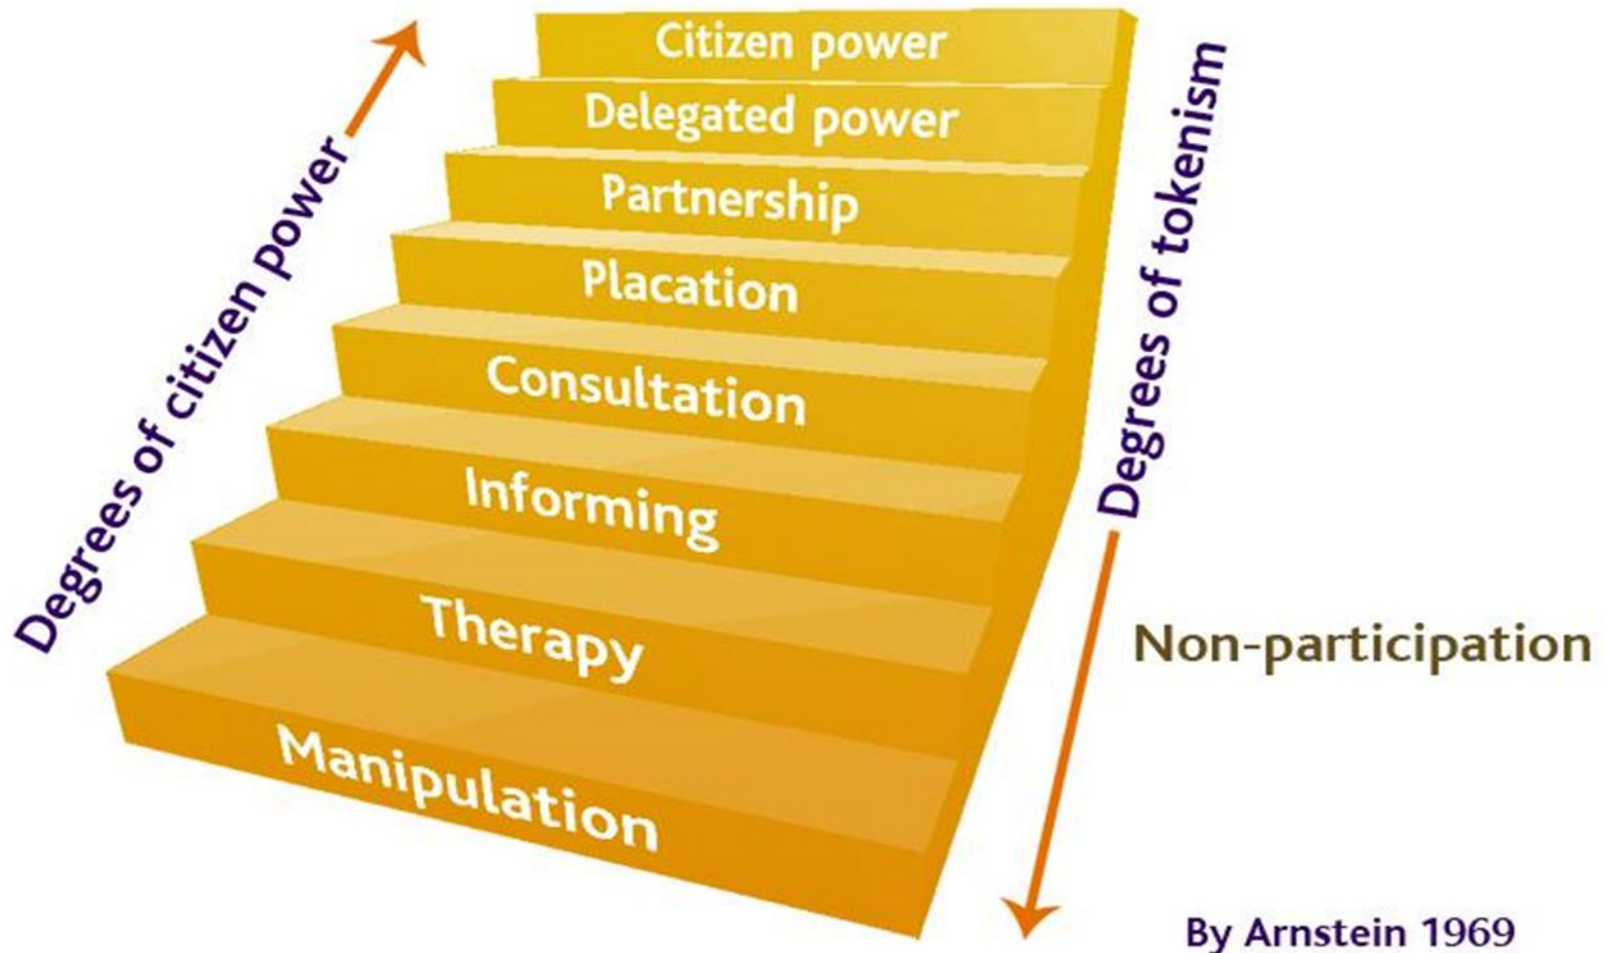 Citizen power
Delegated power
Partnership
Placation
Consultation
Informing
Therapy
Manipulation
Degrees of citizen power
Degrees of tokenism
Non-participation
By Arnstein 1969